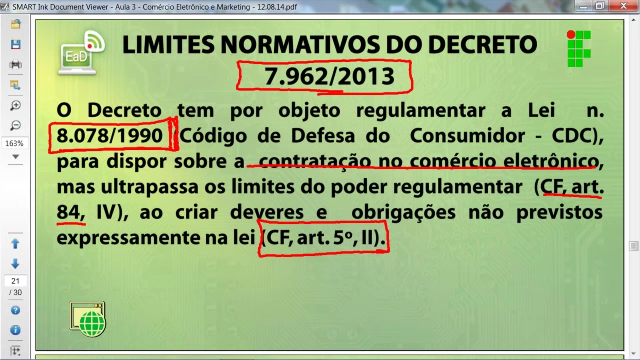 SMART Ink Document Viewer - Aula 3 - Comércio Eletrônico e Marketing - 12.08.14.pdf
EaD
LIMITES NORMATIVOS DO DECRETO
7.962/2013
O Decreto tem por objeto regulamentar a Lei n.
8.078/1990 (Código de Defesa do Consumidor - CDC),
para dispor sobre a contratação no comércio eletrônico,
mas ultrapassa os limites do poder regulamentar (CF, art.
84, IV), ao criar deveres e obrigações não previstos
expressamente na lei (CF, art. 5º, II).
163%
21
/ 30